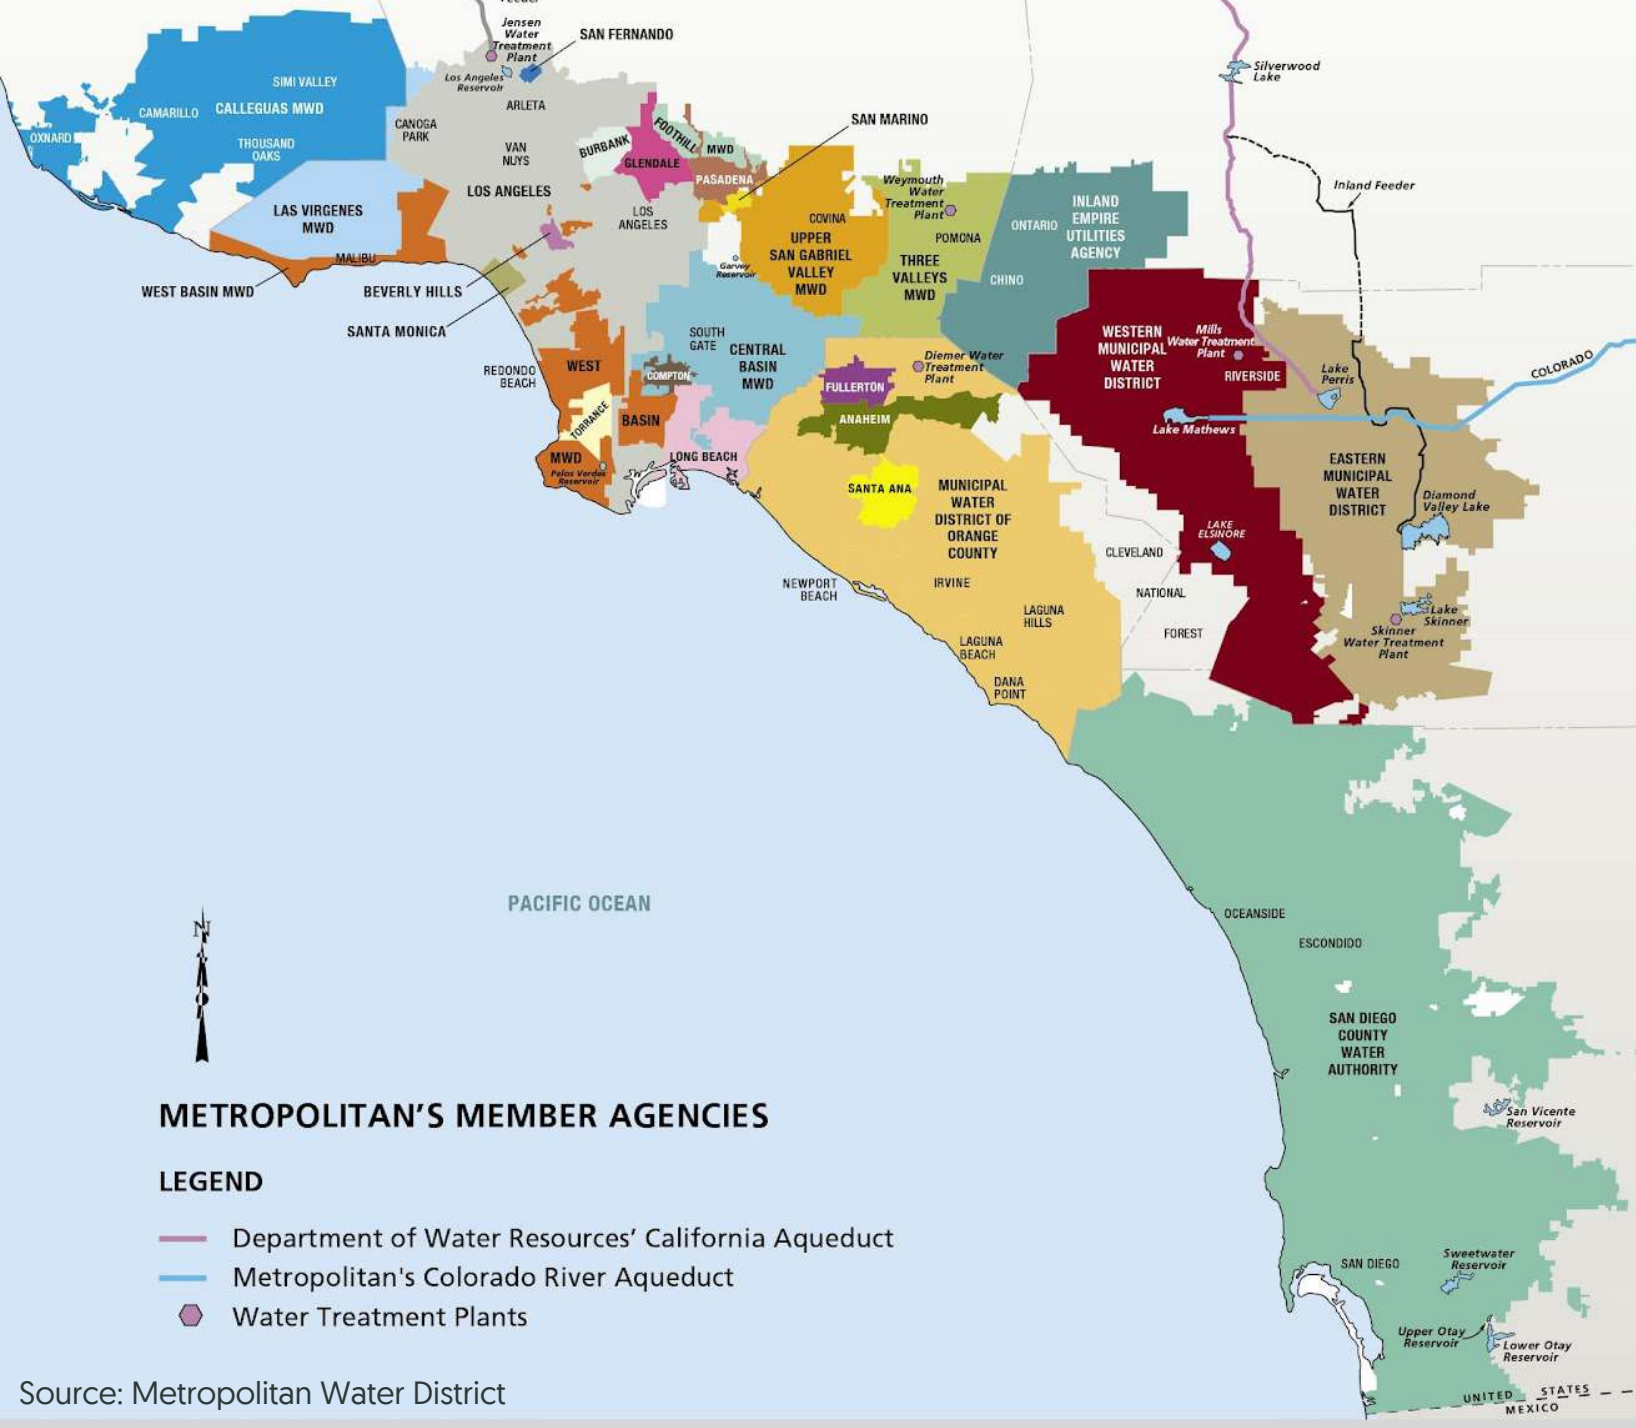 Feeder
Jensen
Water
Treatment
Plant
SAN FERNANDO
Los Angeles
Reservoir
Silverwood
Lake
SIMI VALLEY
CAMARILLO
CALLEGUAS MWD
OXNARD
THOUSAND
OAKS
CANOGA
PARK
ARLETA
VAN
NUYS
BURBANK
GLENDALE
FOOTHILL
MWD
SAN MARINO
PASADENA
LOS ANGELES
LOS
ANGELES
LAS VIRGENES
MWD
MALIBU
WEST BASIN MWD
BEVERLY HILLS
SANTA MONICA
Garvey
Reservoir
COVINA
UPPER
SAN GABRIEL
VALLEY
MWD
Weymouth
Water
Treatment
Plant
POMONA
THREE
VALLEYS
MWD
ONTARIO
INLAND
EMPIRE
UTILITIES
AGENCY
CHINO
Inland Feeder
REDONDO
BEACH
WEST
COMPTON
SOUTH
GATE
CENTRAL
BASIN
MWD
TORRANCE
BASIN
MWD
Palos Verdes
Reservoir
LONG BEACH
FULLERTON
Diemer Water
Treatment
Plant
ANAHEIM
SANTA ANA
MUNICIPAL
WATER
DISTRICT OF
ORANGE
COUNTY
WESTERN
MUNICIPAL
WATER
DISTRICT
Mills
Water Treatment
Plant
RIVERSIDE
Lake
Perris
COLORADO
Lake Mathews
EASTERN
MUNICIPAL
WATER
DISTRICT
Diamond
Valley Lake
LAKE
ELSINORE
CLEVELAND
NATIONAL
FOREST
Lake
Skinner
Skinner
Water Treatment
Plant
NEWPORT
BEACH
IRVINE
LAGUNA
HILLS
LAGUNA
BEACH
DANA
POINT
PACIFIC OCEAN
N
OCEANSIDE
ESCONDIDO
SAN DIEGO
COUNTY
WATER
AUTHORITY
San Vicente
Reservoir
SAN DIEGO
Sweetwater
Reservoir
Upper Otay
Reservoir
Lower Otay
Reservoir
UNITED STATES
MEXICO
METROPOLITAN'S MEMBER AGENCIES
LEGEND
Department of Water Resources' California Aqueduct
Metropolitan's Colorado River Aqueduct
Water Treatment Plants
Source: Metropolitan Water District